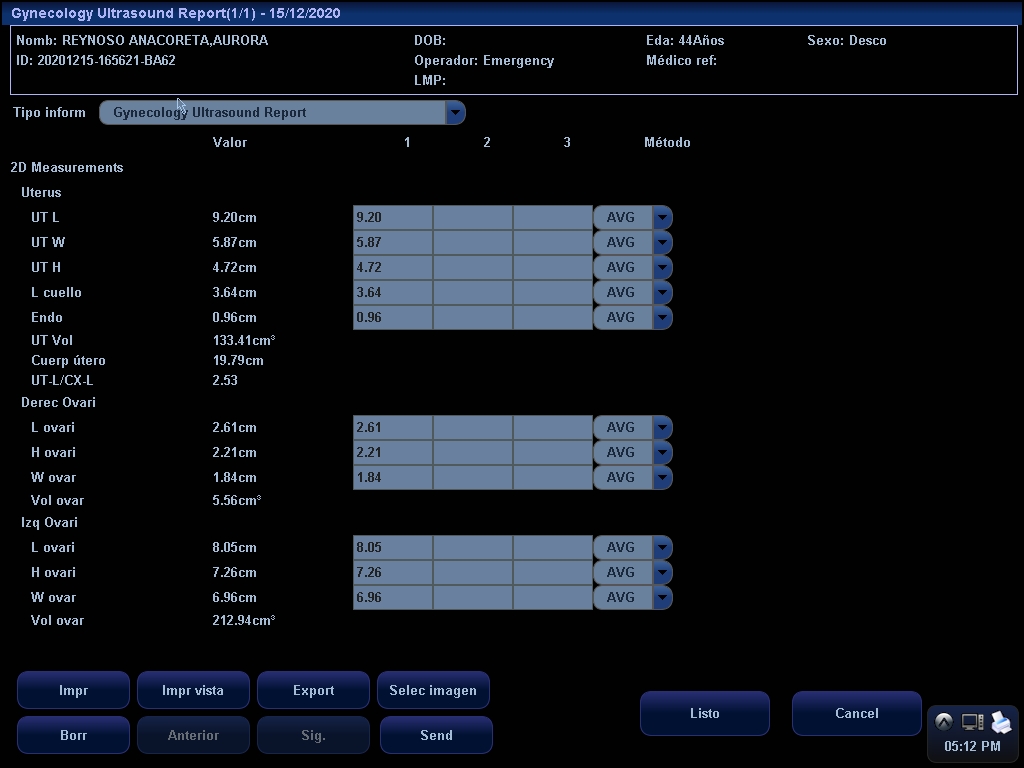 Gynecology Ultrasound Report(1/1) - 15/12/2020
Nomb: REYNOSO ANACORETA,AURORA DOB: Eda: 44Años Sexo: Desco
ID: 20201215-165621-BA62 Operador: Emergency Médico ref:
LMP:
Tipo inform Gynecology Ultrasound Report
Valor 1 2 3 Método
2D Measurements
Uterus
UT L 9.20cm 9.20 AVG
UT W 5.87cm 5.87 AVG
UT H 4.72cm 4.72 AVG
L cuello 3.64cm 3.64 AVG
Endo 0.96cm 0.96 AVG
UT Vol 133.41cm³
Cuerp útero 19.79cm
UT-L/CX-L 2.53
Derec Ovari
L ovari 2.61cm 2.61 AVG
H ovari 2.21cm 2.21 AVG
W ovar 1.84cm 1.84 AVG
Vol ovar 5.56cm³
Izq Ovari
L ovari 8.05cm 8.05 AVG
H ovari 7.26cm 7.26 AVG
W ovar 6.96cm 6.96 AVG
Vol ovar 212.94cm³
Impr Impr vista Export Selec imagen
Listo Cancel
Borr Anterior Sig. Send
05:12 PM